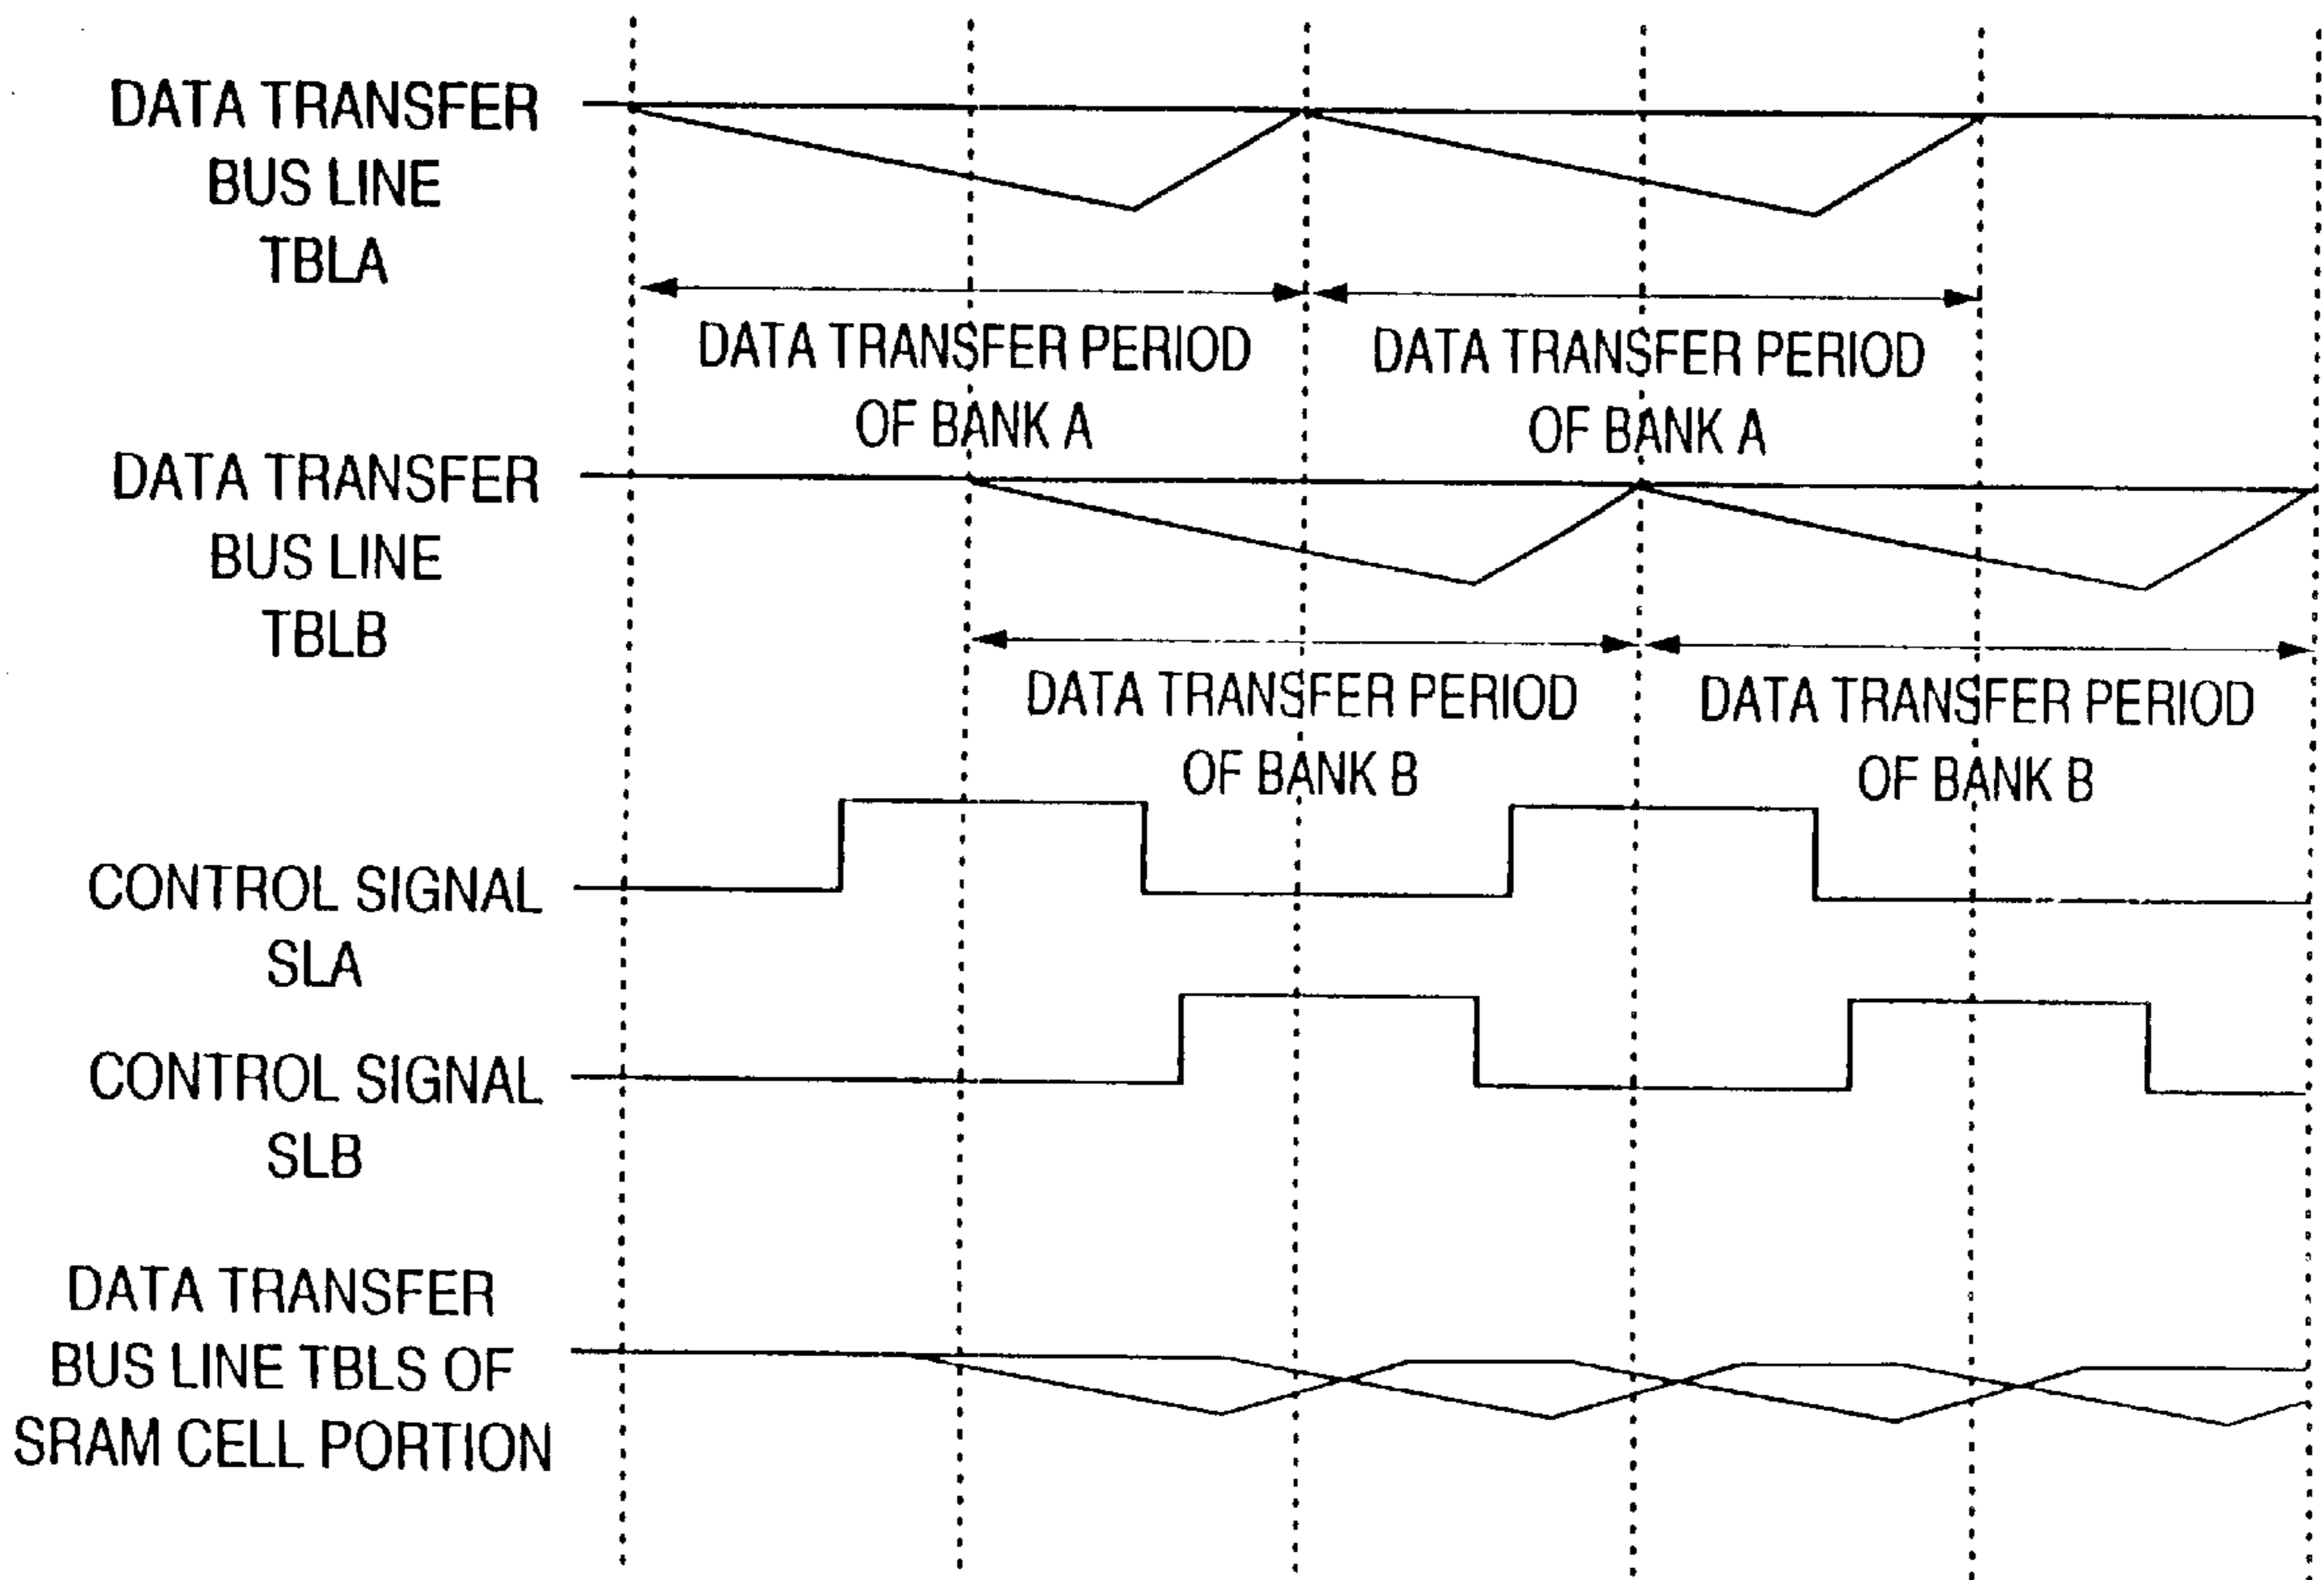 DATA TRANSFER
BUS LINE
TBLA
DATA TRANSFER PERIOD
OF BANK A
DATA TRANSFER PERIOD
OF BANK A
DATA TRANSFER
BUS LINE
TBLB
DATA TRANSFER PERIOD
OF BANK B
DATA TRANSFER PERIOD
OF BANK B
CONTROL SIGNAL
SLA
CONTROL SIGNAL
SLB
DATA TRANSFER
BUS LINE TBLS OF
SRAM CELL PORTION